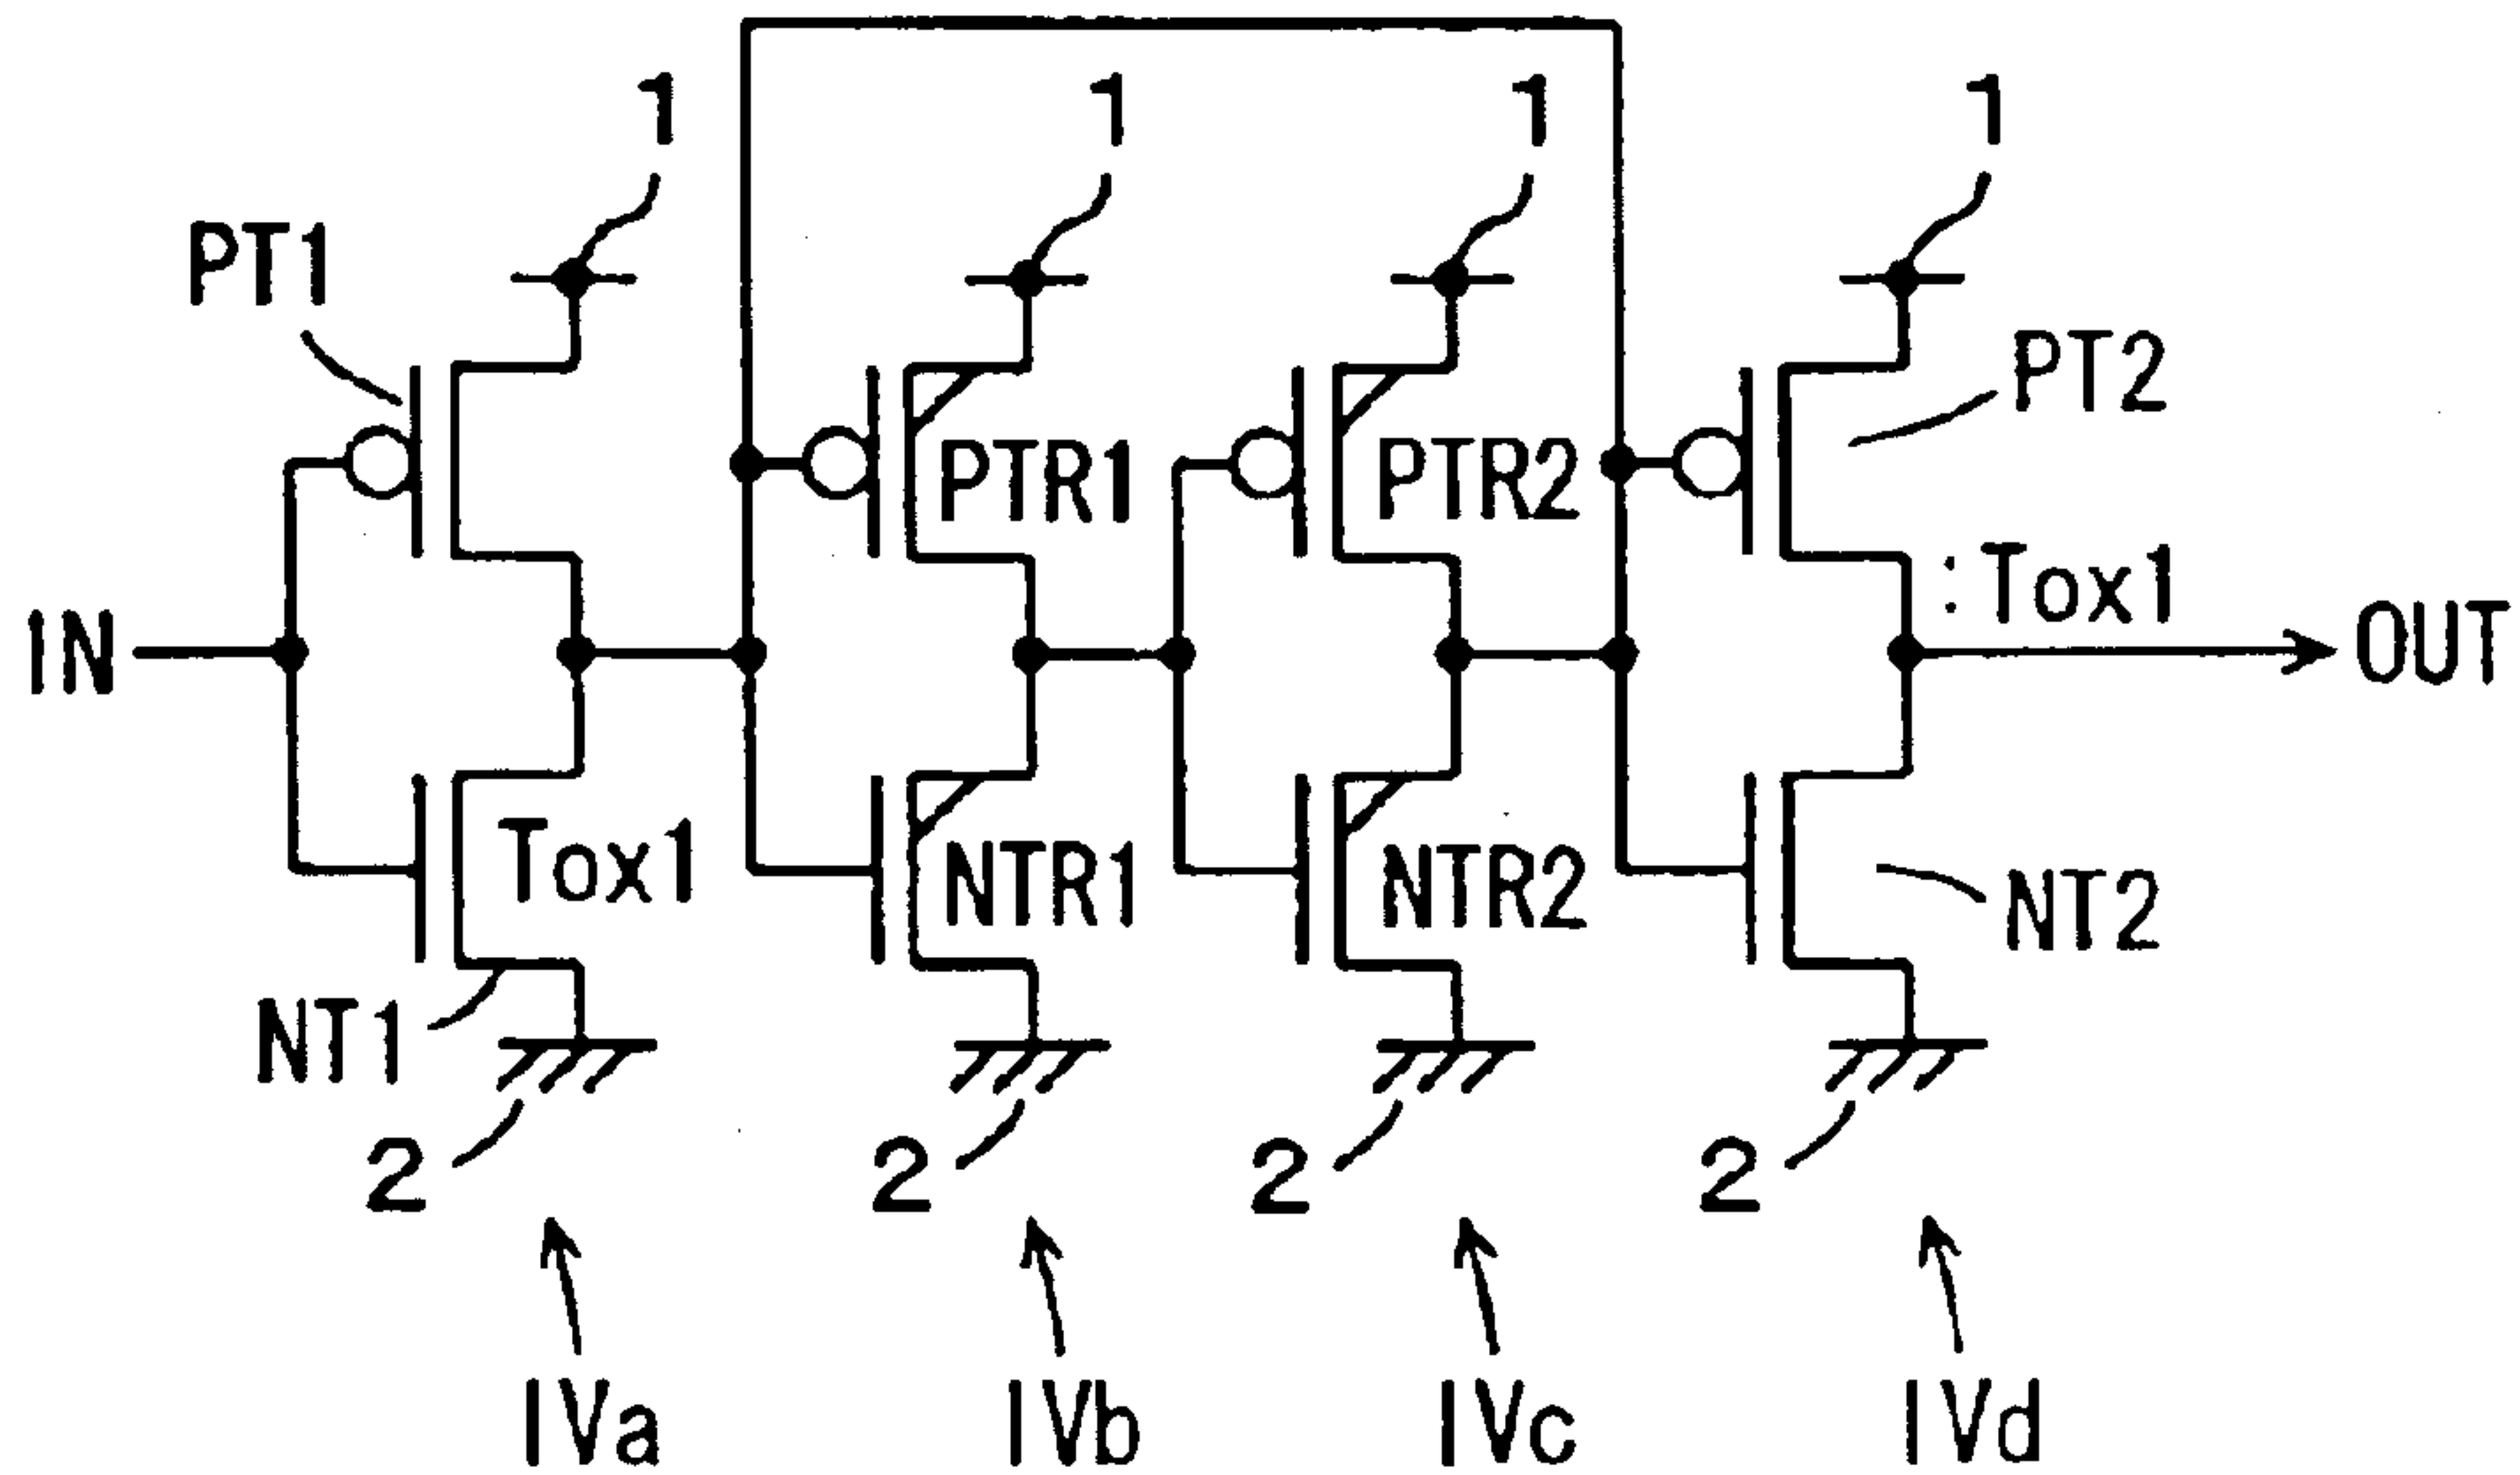 1 1 1 1
PT1
PT2
PTR1 PTR2
:Tox1
IN OUT
Tox1 NTR1 NTR2 NT2
NT1
2 2 2 2
IVa IVb IVc IVd